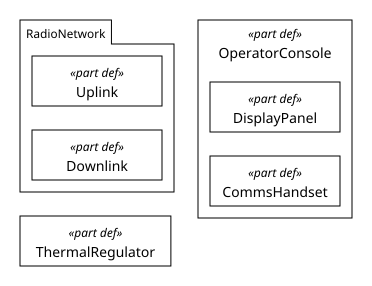 RadioNetwork
«part def»
Uplink
«part def»
Downlink
«part def»
ThermalRegulator
«part def»
OperatorConsole
«part def»
DisplayPanel
«part def»
CommsHandset